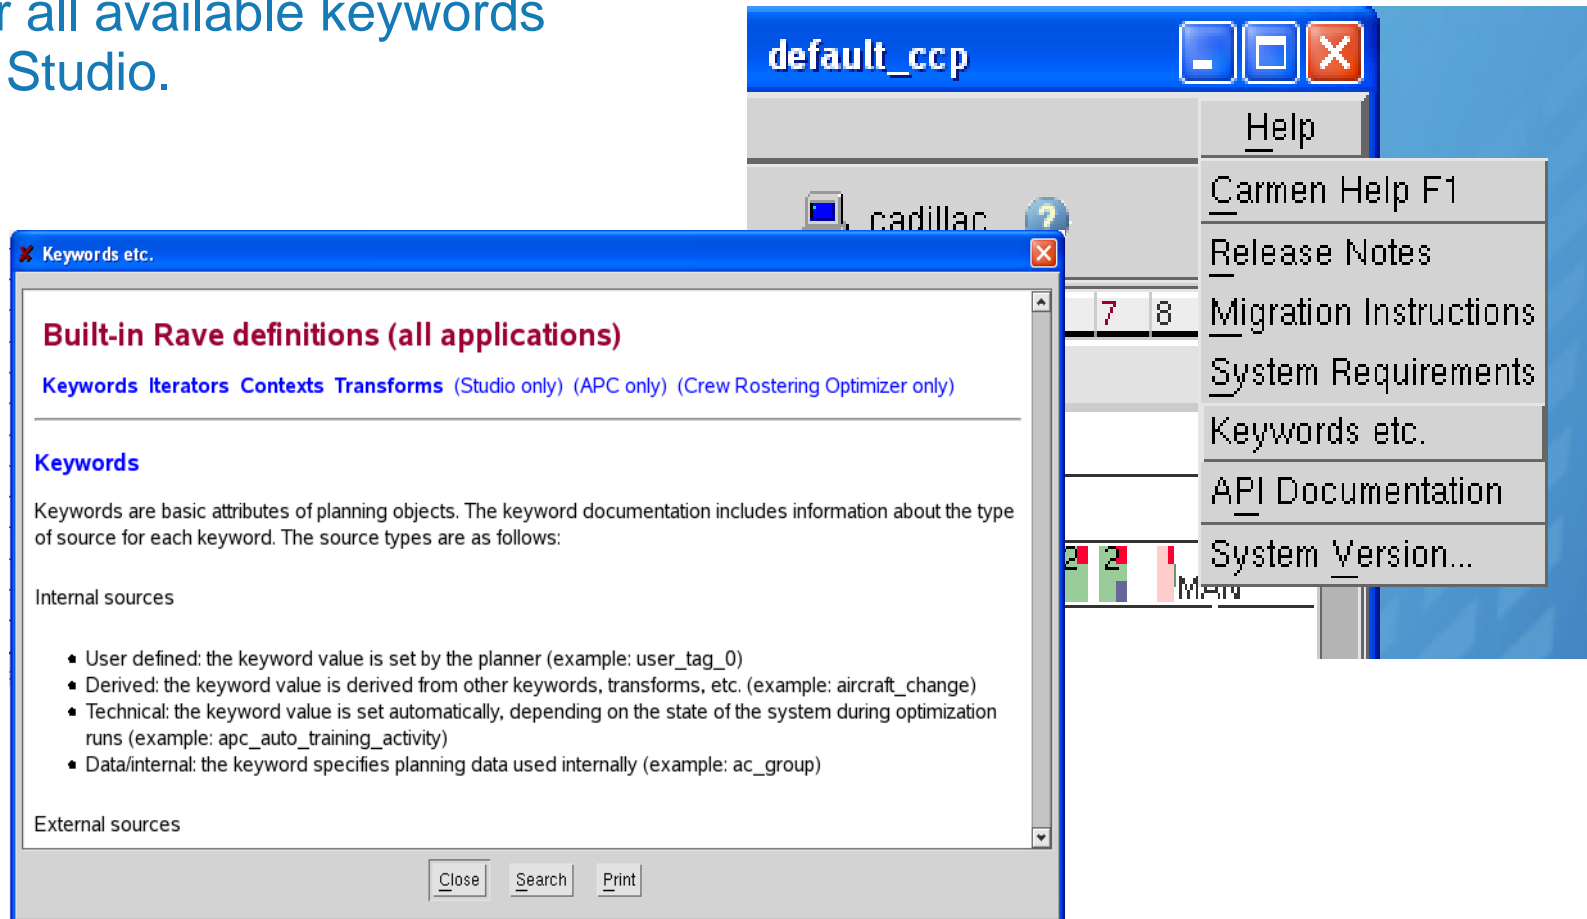 r all available keywords
Studio.
default_ccp
Help
Carmen Help F1
cadillac
Release Notes
7 8
Migration Instructions
System Requirements
Keywords etc.
API Documentation
System Version...
2 2
MAN
Keywords etc.
Built-in Rave definitions (all applications)
Keywords Iterators Contexts Transforms (Studio only) (APC only) (Crew Rostering Optimizer only)
Keywords
Keywords are basic attributes of planning objects. The keyword documentation includes information about the type
of source for each keyword. The source types are as follows:
Internal sources
• User defined: the keyword value is set by the planner (example: user_tag_0)
• Derived: the keyword value is derived from other keywords, transforms, etc. (example: aircraft_change)
• Technical: the keyword value is set automatically, depending on the state of the system during optimization
runs (example: apc_auto_training_activity)
• Data/internal: the keyword specifies planning data used internally (example: ac_group)
External sources
Close Search Print